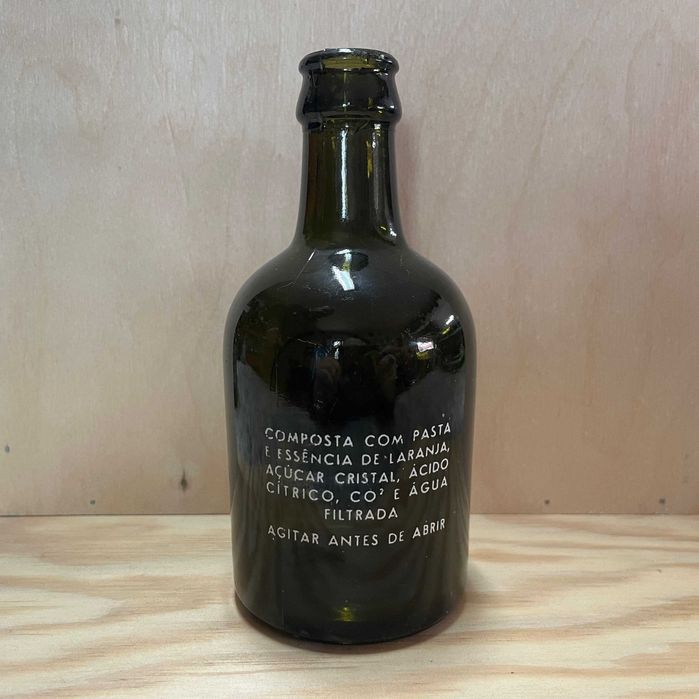 COMPOSTA COM PASTA
E ESSÊNCIA DE LARANJA,
AÇÚCAR CRISTAL, ÁCIDO
CÍTRICO, CO² E ÁGUA
FILTRADA
AGITAR ANTES DE ABRIR